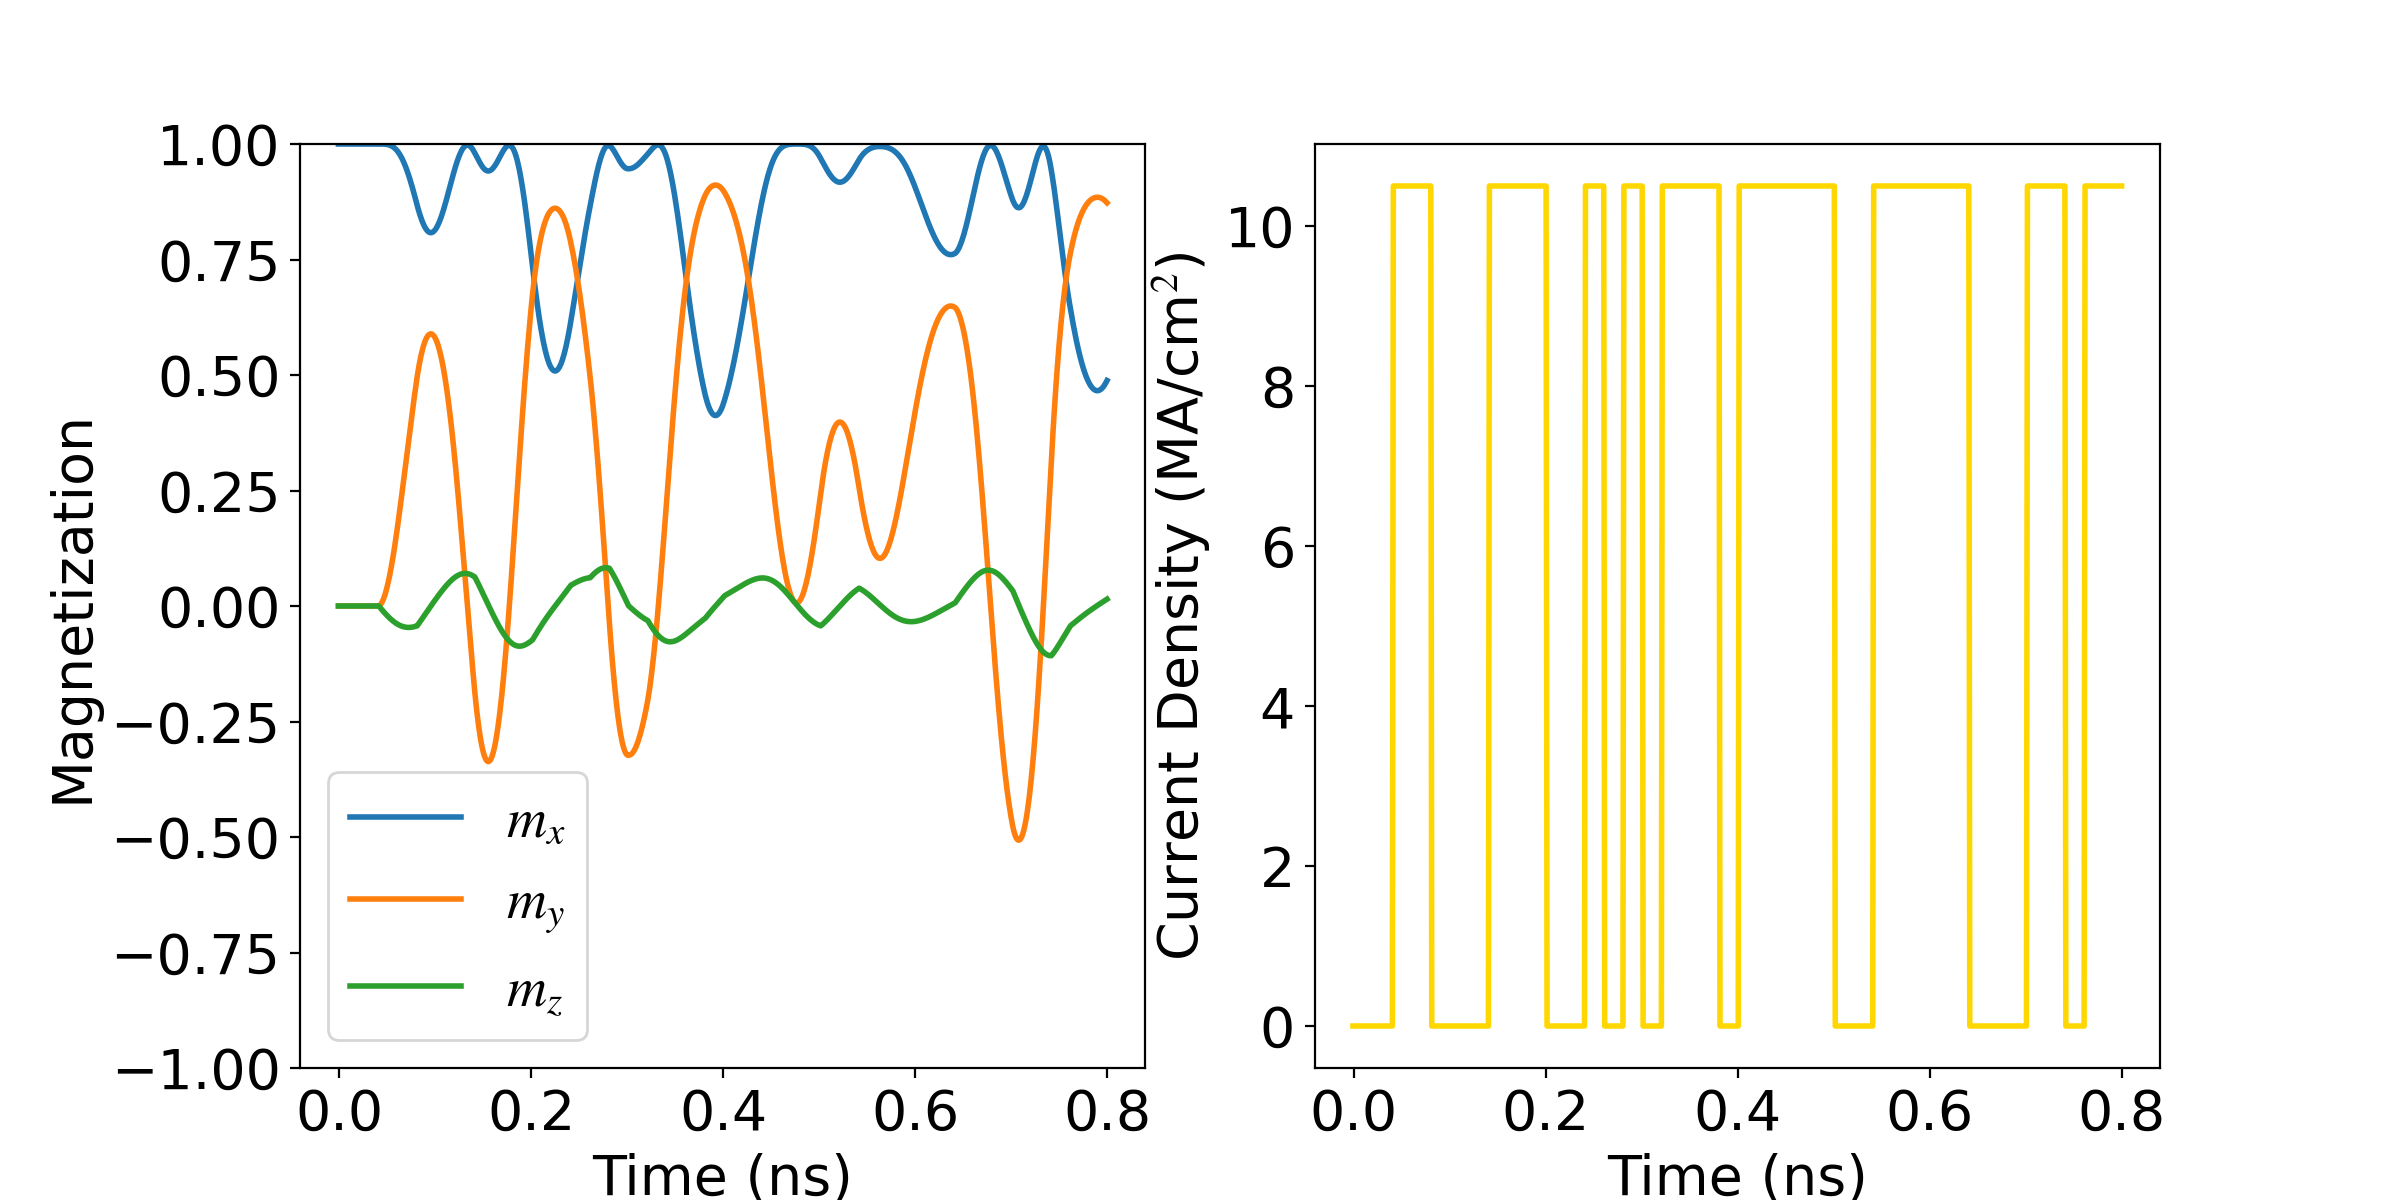 Magnetization
1.00
0.75
0.50
0.25
0.00
−0.25
−0.50
−0.75
−1.00
0.0 0.2 0.4 0.6 0.8
Time (ns)
m_x
m_y
m_z
Current Density (MA/cm²)
10
8
6
4
2
0
0.0 0.2 0.4 0.6 0.8
Time (ns)